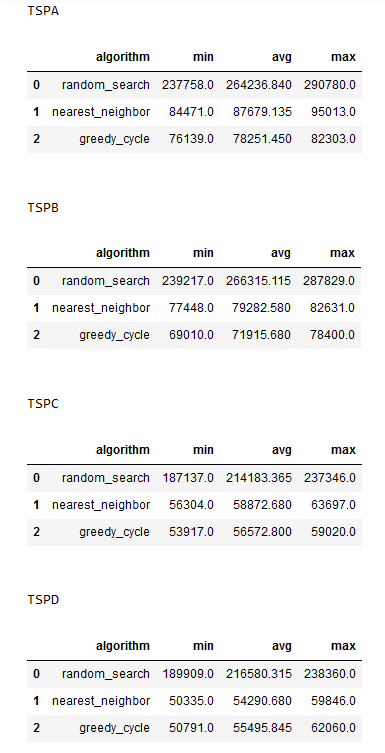 TSPA
algorithm min avg max
0 random_search 237758.0 264236.840 290780.0
1 nearest_neighbor 84471.0 87679.135 95013.0
2 greedy_cycle 76139.0 78251.450 82303.0
TSPB
algorithm min avg max
0 random_search 239217.0 266315.115 287829.0
1 nearest_neighbor 77448.0 79282.580 82631.0
2 greedy_cycle 69010.0 71915.680 78400.0
TSPC
algorithm min avg max
0 random_search 187137.0 214183.365 237346.0
1 nearest_neighbor 56304.0 58872.680 63697.0
2 greedy_cycle 53917.0 56572.800 59020.0
TSPD
algorithm min avg max
0 random_search 189909.0 216580.315 238360.0
1 nearest_neighbor 50335.0 54290.680 59846.0
2 greedy_cycle 50791.0 55495.845 62060.0